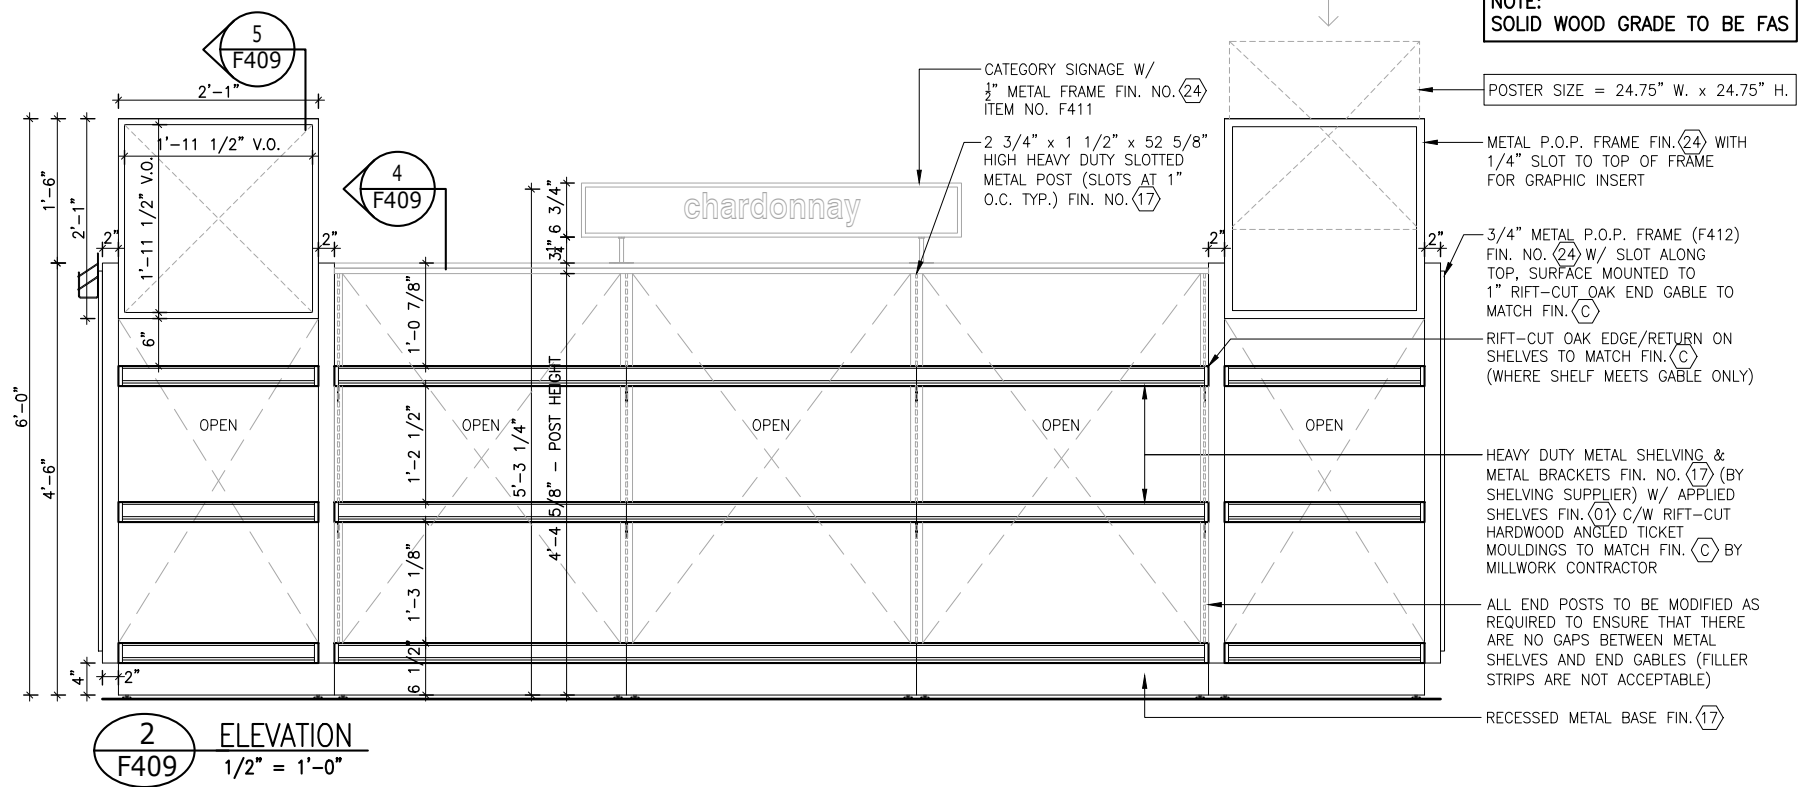 NOTE:
SOLID WOOD GRADE TO BE FAS
5
F409
2'-1"
1'-11 1/2" V.O.
1'-11 1/2" V.O.
1'-6"
2'-1"
2"
2"
6"
6'-0"
4'-6"
4"
2"
4
F409
chardonnay
6 3/4"
3 1/4"
1'-0 7/8"
1'-2 1/2"
1'-3 1/8"
6 1/2"
5'-3 1/4"
4'-4 5/8" - POST HEIGHT
OPEN
OPEN
OPEN
OPEN
OPEN
2"
2"
CATEGORY SIGNAGE W/
1/2" METAL FRAME FIN. NO. 24
ITEM NO. F411
2 3/4" x 1 1/2" x 52 5/8"
HIGH HEAVY DUTY SLOTTED
METAL POST (SLOTS AT 1"
O.C. TYP.) FIN. NO. 17
POSTER SIZE = 24.75" W. x 24.75" H.
METAL P.O.P. FRAME FIN. 24 WITH
1/4" SLOT TO TOP OF FRAME
FOR GRAPHIC INSERT
3/4" METAL P.O.P. FRAME (F412)
FIN. NO. 24 W/ SLOT ALONG
TOP, SURFACE MOUNTED TO
1" RIFT-CUT OAK END GABLE TO
MATCH FIN. C
RIFT-CUT OAK EDGE/RETURN ON
SHELVES TO MATCH FIN. C
(WHERE SHELF MEETS GABLE ONLY)
HEAVY DUTY METAL SHELVING &
METAL BRACKETS FIN. NO. 17 (BY
SHELVING SUPPLIER) W/ APPLIED
SHELVES FIN. 01 C/W RIFT-CUT
HARDWOOD ANGLED TICKET
MOULDINGS TO MATCH FIN. C BY
MILLWORK CONTRACTOR
ALL END POSTS TO BE MODIFIED AS
REQUIRED TO ENSURE THAT THERE
ARE NO GAPS BETWEEN METAL
SHELVES AND END GABLES (FILLER
STRIPS ARE NOT ACCEPTABLE)
RECESSED METAL BASE FIN. 17
2
F409
ELEVATION
1/2" = 1'-0"